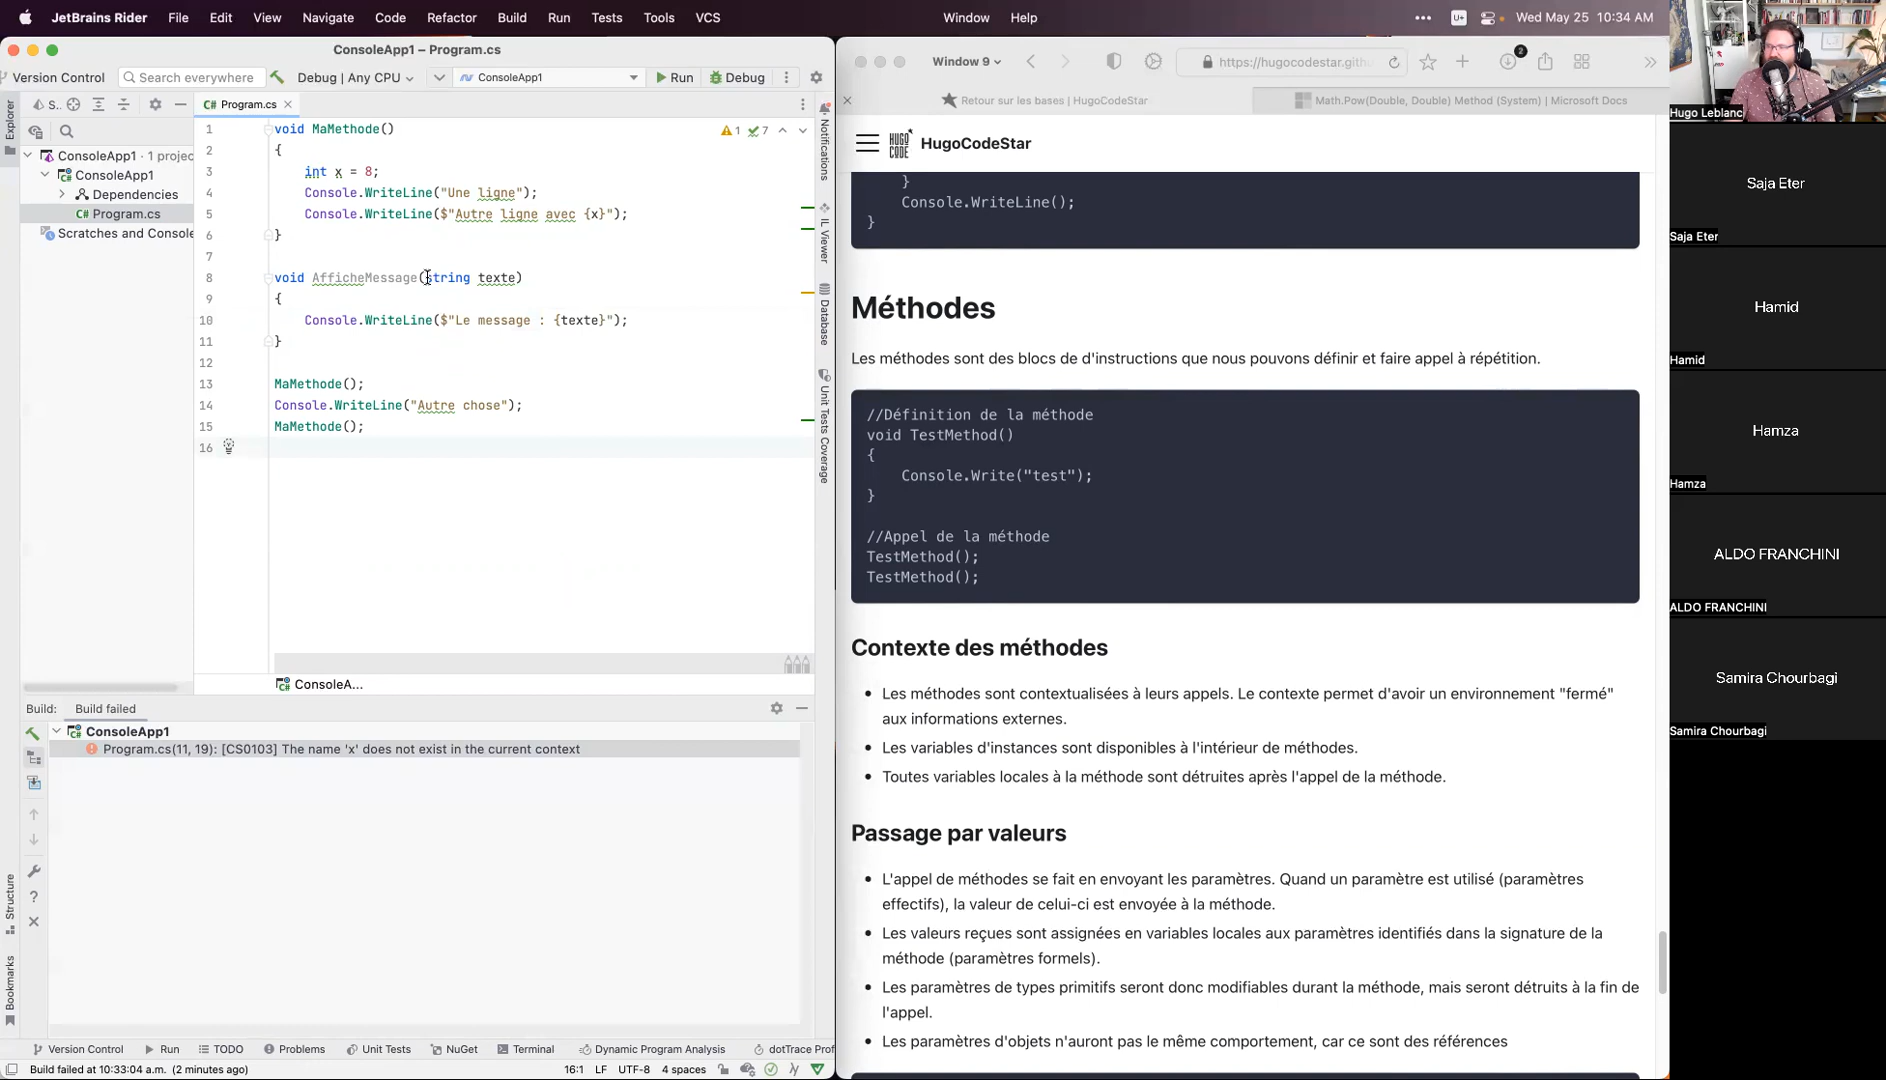 JetBrains Rider File Edit View Navigate Code Refactor Build Run Tests Tools VCS Window Help ••• U+ Wed May 25 10:34 AM
ConsoleApp1 – Program.cs
Version Control Search everywhere Debug | Any CPU ConsoleApp1 Run Debug
Explorer
S..
C# Program.cs
ConsoleApp1 · 1 projec
ConsoleApp1
Dependencies
C# Program.cs
Scratches and Console
1 void MaMethode()
2 {
3 int x = 8;
4 Console.WriteLine("Une ligne");
5 Console.WriteLine($"Autre ligne avec {x}");
6 }
7
8 void AfficheMessage(string texte)
9 {
10 Console.WriteLine($"Le message : {texte}");
11 }
12
13 MaMethode();
14 Console.WriteLine("Autre chose");
15 MaMethode();
16
1 7
Notifications
IL Viewer
Database
Unit Tests Coverage
ConsoleA...
Build: Build failed
ConsoleApp1
Program.cs(11, 19): [CS0103] The name 'x' does not exist in the current context
Structure
Bookmarks
Version Control Run TODO Problems Unit Tests NuGet Terminal Dynamic Program Analysis dotTrace Prof
Build failed at 10:33:04 a.m. (2 minutes ago) 16:1 LF UTF-8 4 spaces
Window 9 https://hugocodestar.gith 2
Retour sur les bases | HugoCodeStar Math.Pow(Double, Double) Method (System) | Microsoft Docs
HUGO CODE
HugoCodeStar
}
Console.WriteLine();
}
Méthodes
Les méthodes sont des blocs de d'instructions que nous pouvons définir et faire appel à répétition.
//Définition de la méthode
void TestMethod()
{
Console.Write("test");
}
//Appel de la méthode
TestMethod();
TestMethod();
Contexte des méthodes
• Les méthodes sont contextualisées à leurs appels. Le contexte permet d'avoir un environnement "fermé"
aux informations externes.
• Les variables d'instances sont disponibles à l'intérieur de méthodes.
• Toutes variables locales à la méthode sont détruites après l'appel de la méthode.
Passage par valeurs
• L'appel de méthodes se fait en envoyant les paramètres. Quand un paramètre est utilisé (paramètres
effectifs), la valeur de celui-ci est envoyée à la méthode.
• Les valeurs reçues sont assignées en variables locales aux paramètres identifiés dans la signature de la
méthode (paramètres formels).
• Les paramètres de types primitifs seront donc modifiables durant la méthode, mais seront détruits à la fin de
l'appel.
• Les paramètres d'objets n'auront pas le même comportement, car ce sont des références
Hugo Leblanc
Saja Eter
Saja Eter
Hamid
Hamid
Hamza
Hamza
ALDO FRANCHINI
ALDO FRANCHINI
Samira Chourbagi
Samira Chourbagi